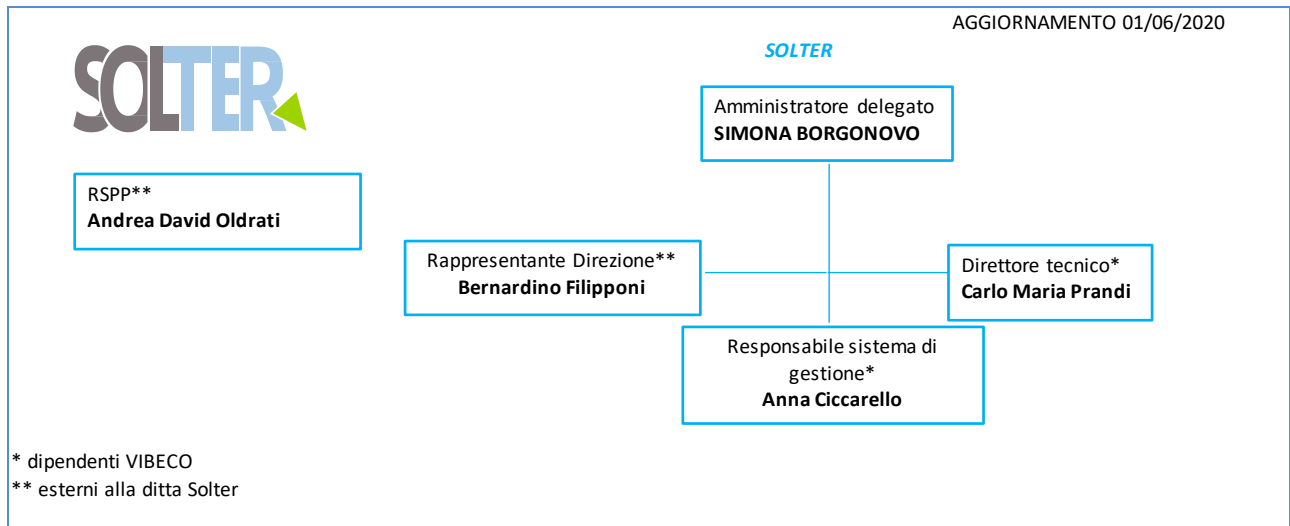 AGGIORNAMENTO 01/06/2020
SOLTER
SOLTER
Amministratore delegato
SIMONA BORGONOVO
RSPP**
Andrea David Oldrati
Rappresentante Direzione**
Bernardino Filipponi
Direttore tecnico*
Carlo Maria Prandi
Responsabile sistema di
gestione*
Anna Ciccarello
* dipendenti VIBECO
** esterni alla ditta Solter